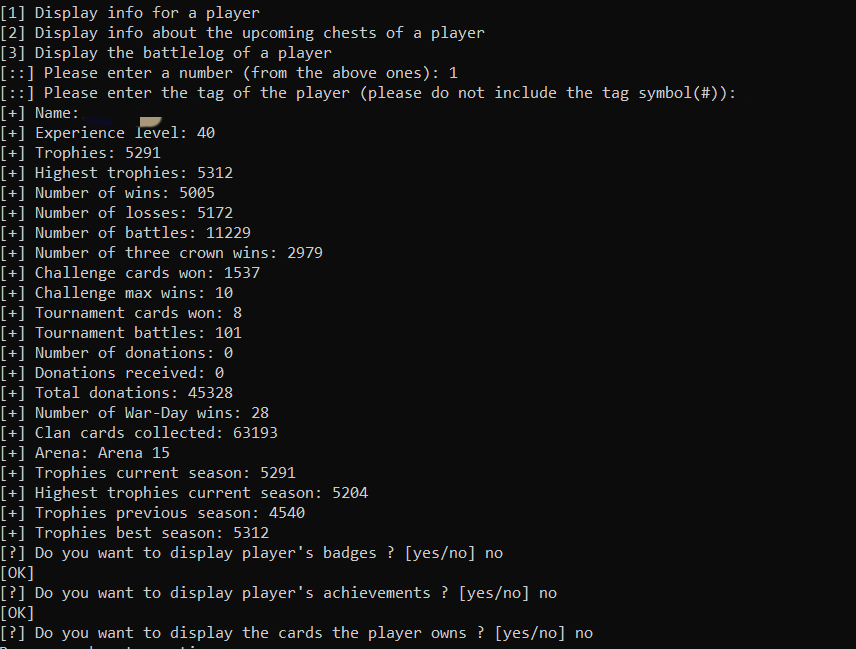 [1] Display info for a player
[2] Display info about the upcoming chests of a player
[3] Display the battlelog of a player
[::] Please enter a number (from the above ones): 1
[::] Please enter the tag of the player (please do not include the tag symbol(#)):
[+] Name:
[+] Experience level: 40
[+] Trophies: 5291
[+] Highest trophies: 5312
[+] Number of wins: 5005
[+] Number of losses: 5172
[+] Number of battles: 11229
[+] Number of three crown wins: 2979
[+] Challenge cards won: 1537
[+] Challenge max wins: 10
[+] Tournament cards won: 8
[+] Tournament battles: 101
[+] Number of donations: 0
[+] Donations received: 0
[+] Total donations: 45328
[+] Number of War-Day wins: 28
[+] Clan cards collected: 63193
[+] Arena: Arena 15
[+] Trophies current season: 5291
[+] Highest trophies current season: 5204
[+] Trophies previous season: 4540
[+] Trophies best season: 5312
[?] Do you want to display player's badges ? [yes/no] no
[OK]
[?] Do you want to display player's achievements ? [yes/no] no
[OK]
[?] Do you want to display the cards the player owns ? [yes/no] no